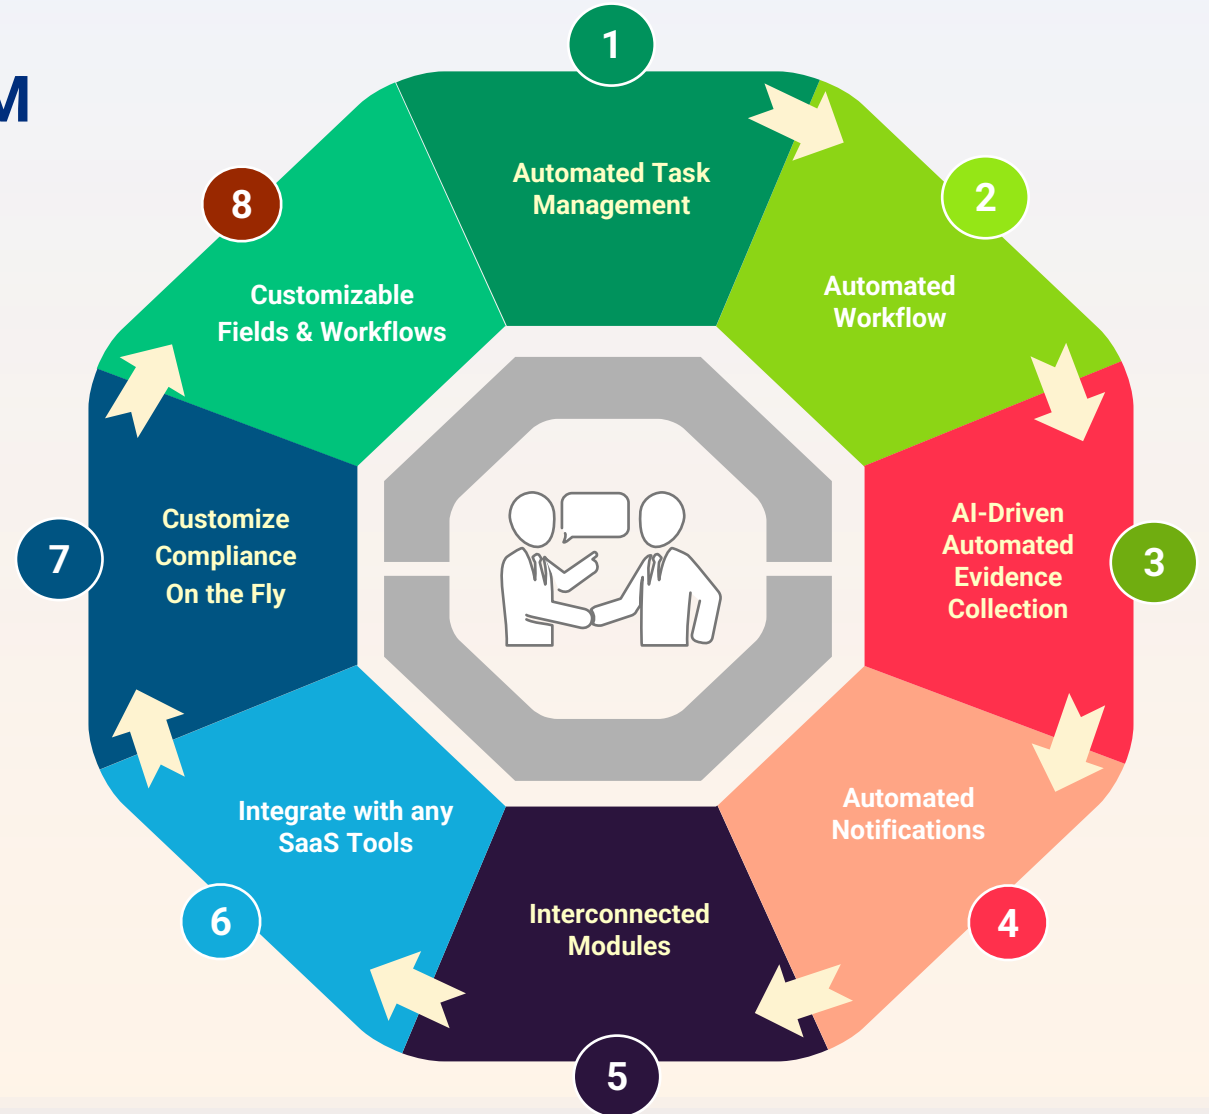 M
1
Automated Task
Management
2
Automated
Workflow
3
AI-Driven
Automated
Evidence
Collection
4
Automated
Notifications
5
Interconnected
Modules
6
Integrate with any
SaaS Tools
7
Customize
Compliance
On the Fly
8
Customizable
Fields & Workflows